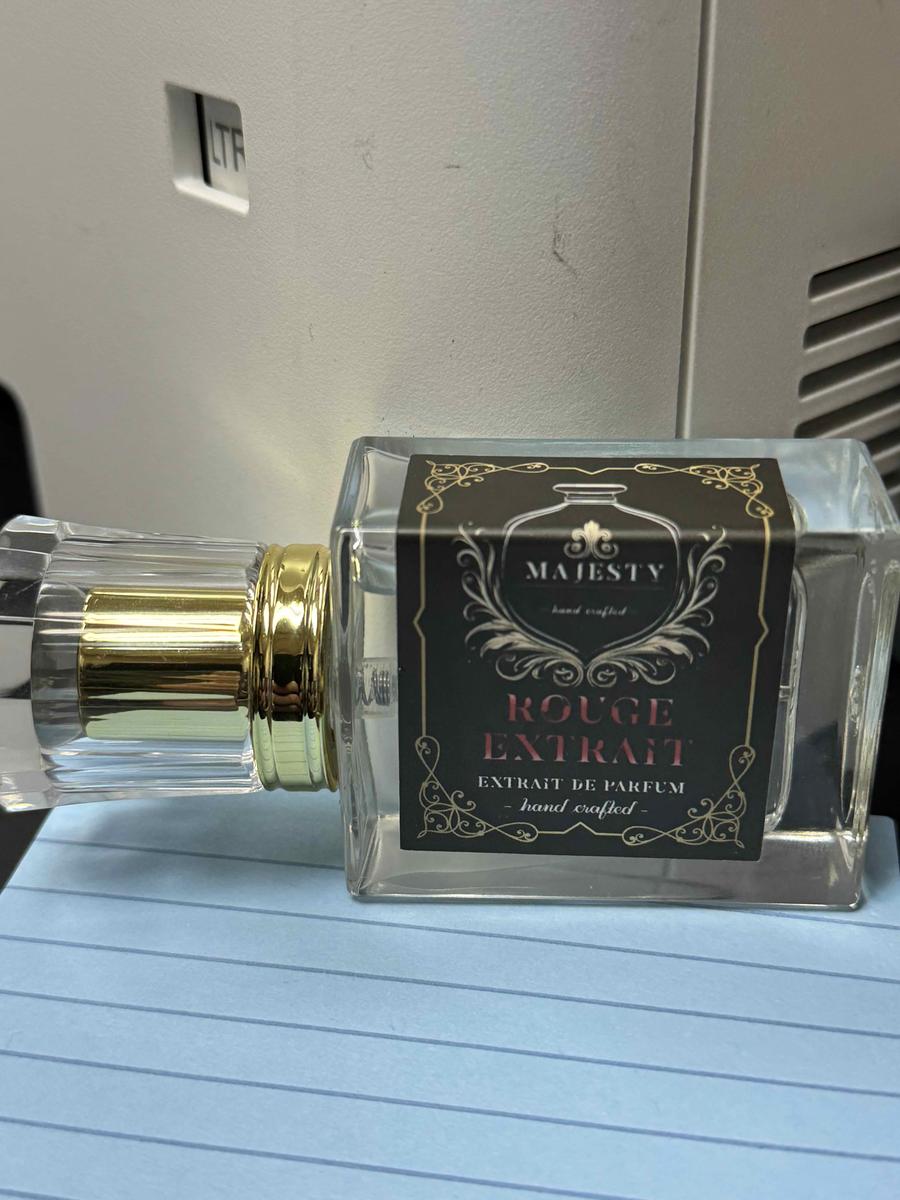 LTR
MAJESTY
hand crafted
ROUGE
EXTRAiT
EXTRAiT DE PARFUM
- hand crafted -